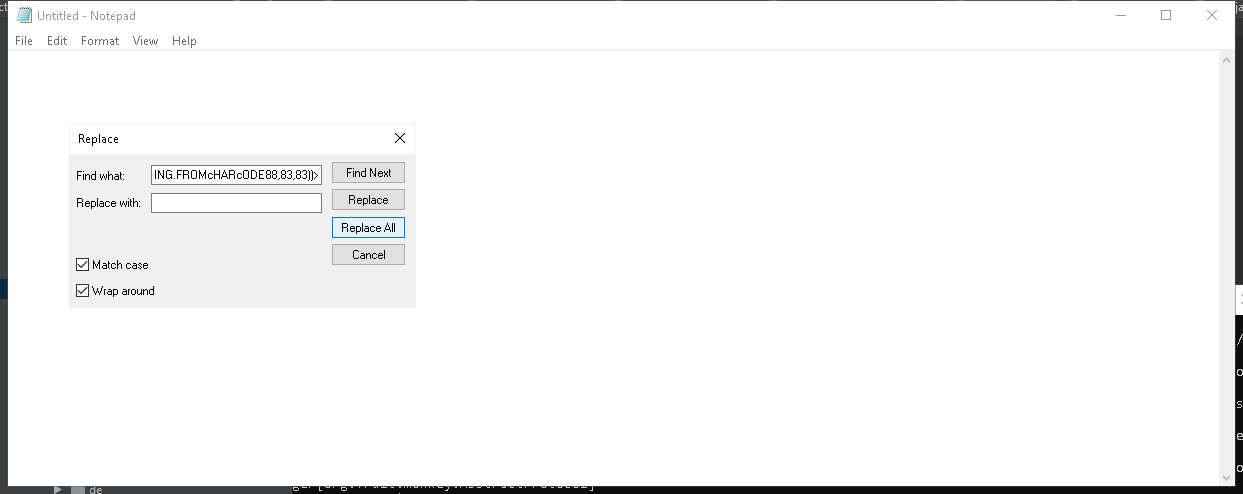 Untitled - Notepad
File Edit Format View Help
Replace
Find what: ING.FROMcHARcODE88,83,83))> Find Next
Replace with: Replace
Replace All
Cancel
Match case
Wrap around
de